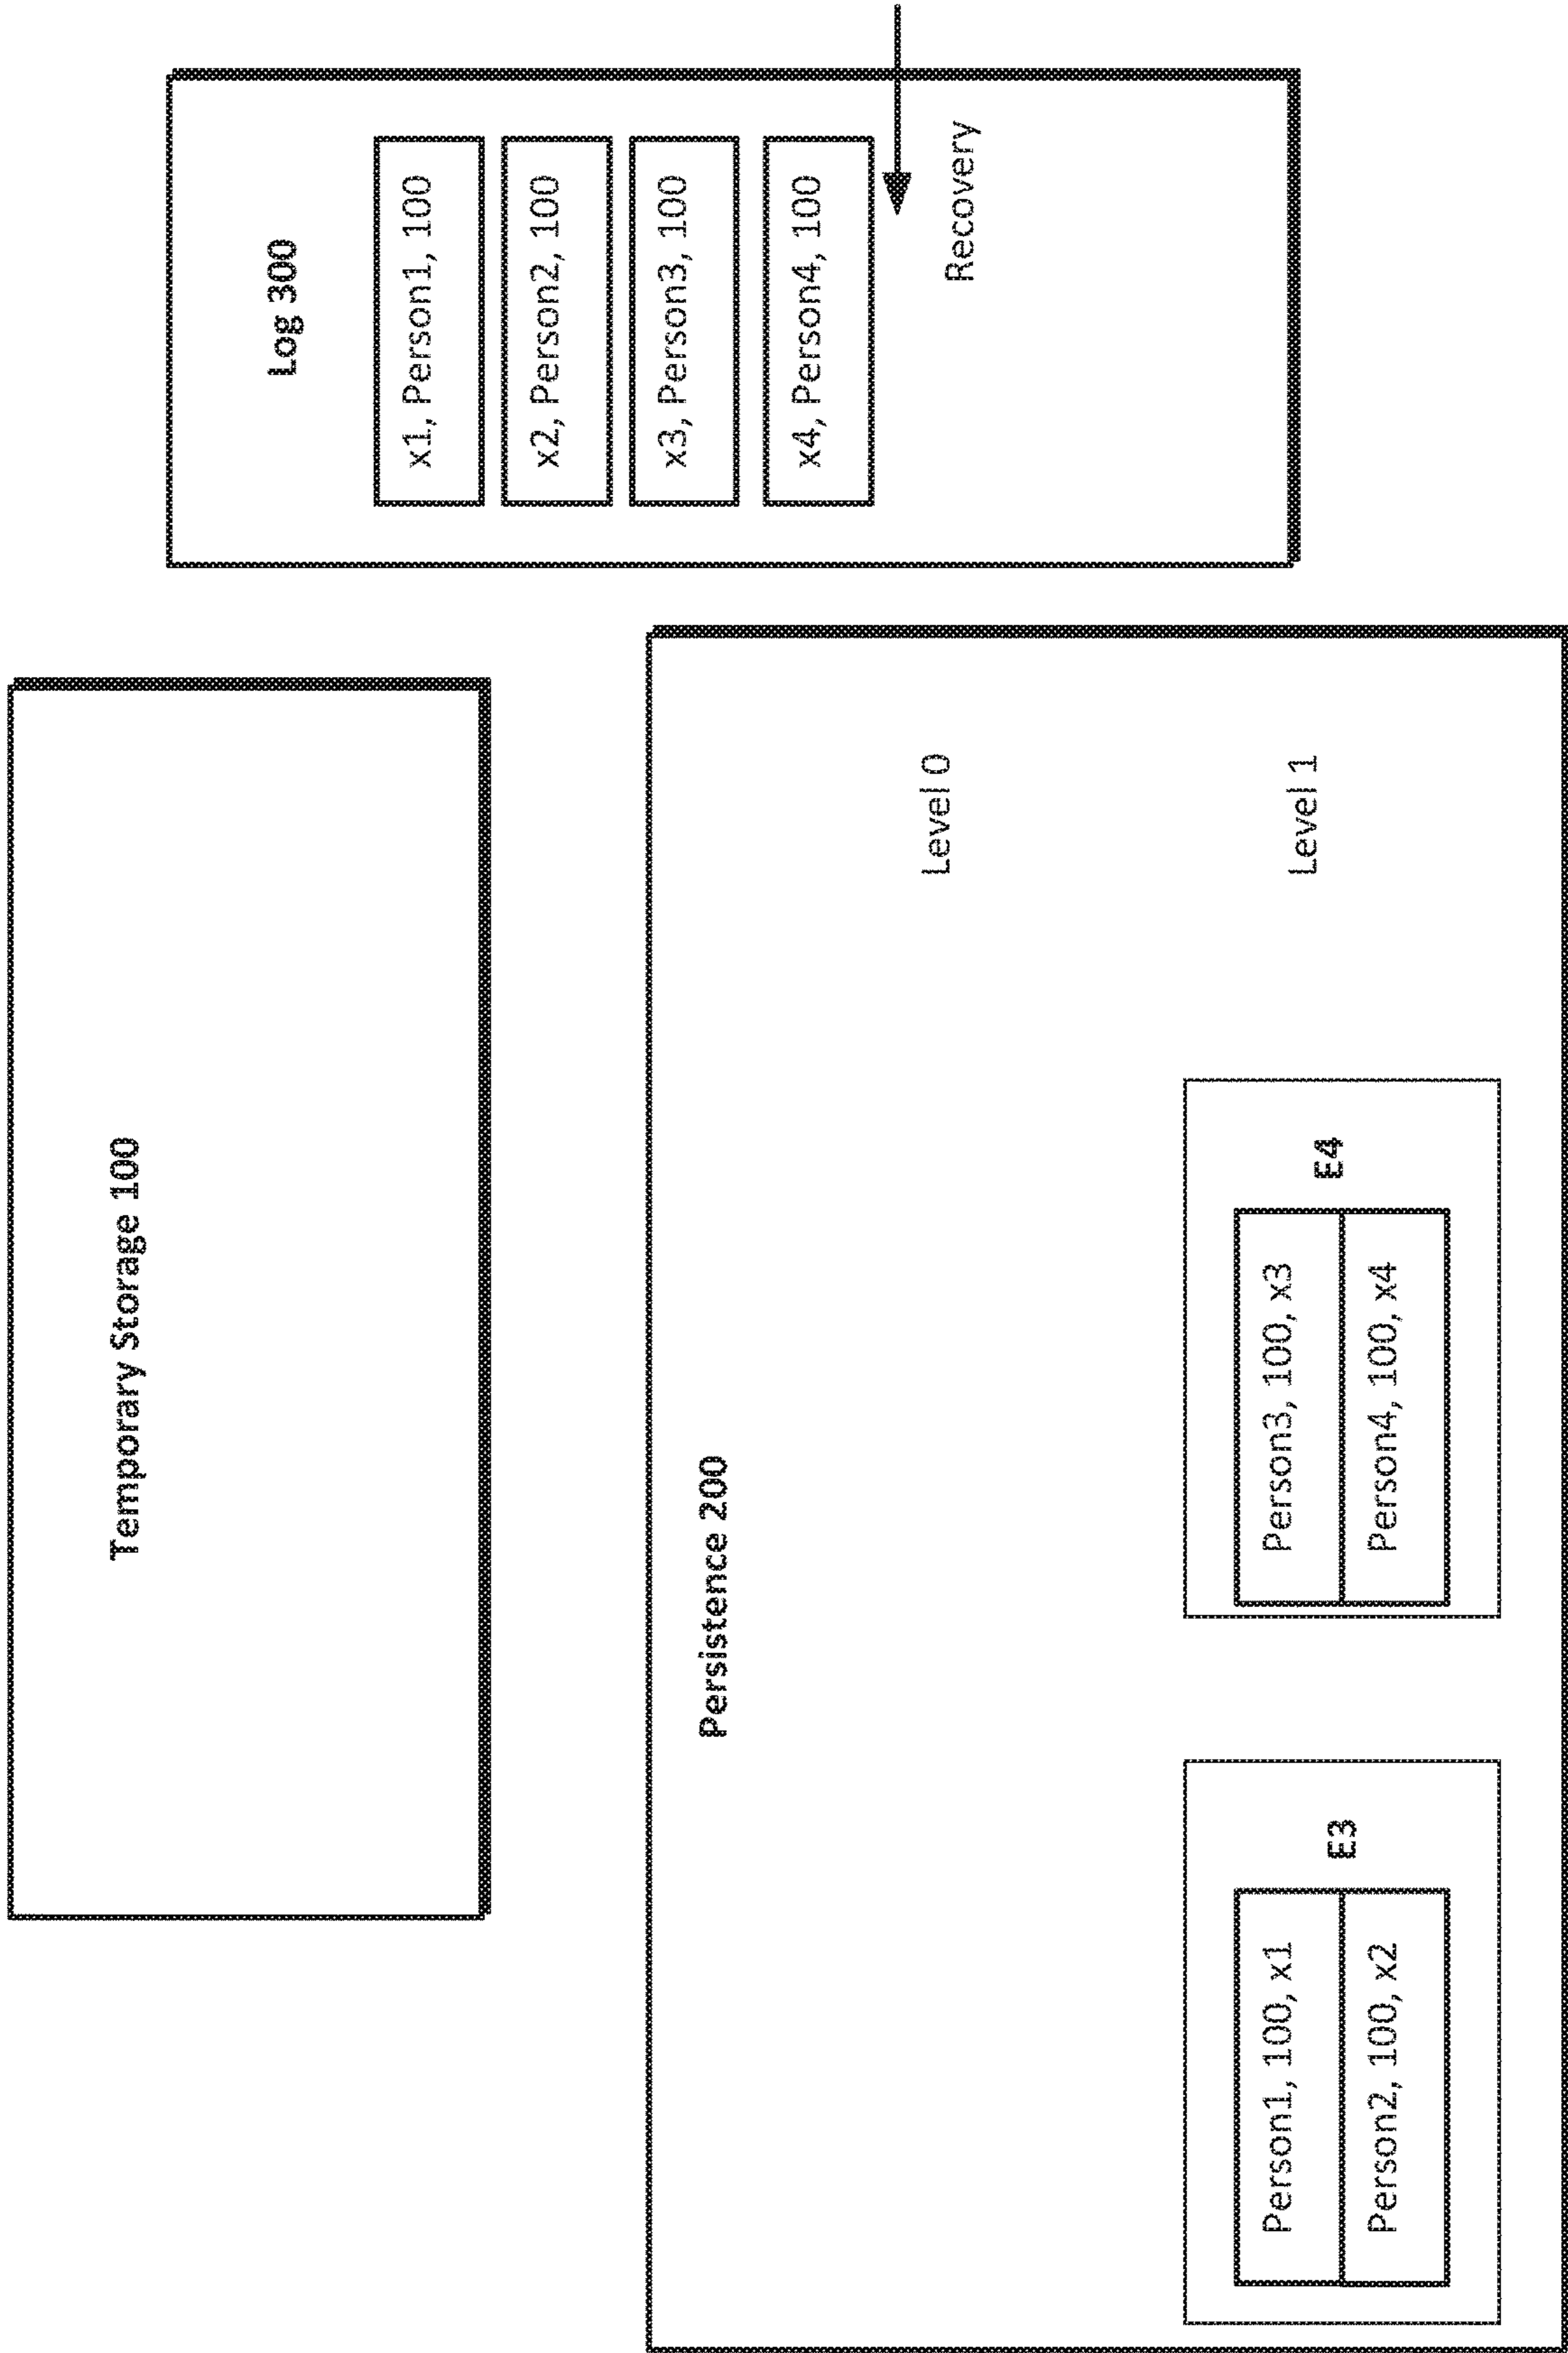 Temporary Storage 100
Log 300
x1, Person1, 100
x2, Person2, 100
x3, Person3, 100
x4, Person4, 100
Recovery
Persistence 200
Level 0
Level 1
E3
Person1, 100, x1
Person2, 100, x2
E4
Person3, 100, x3
Person4, 100, x4